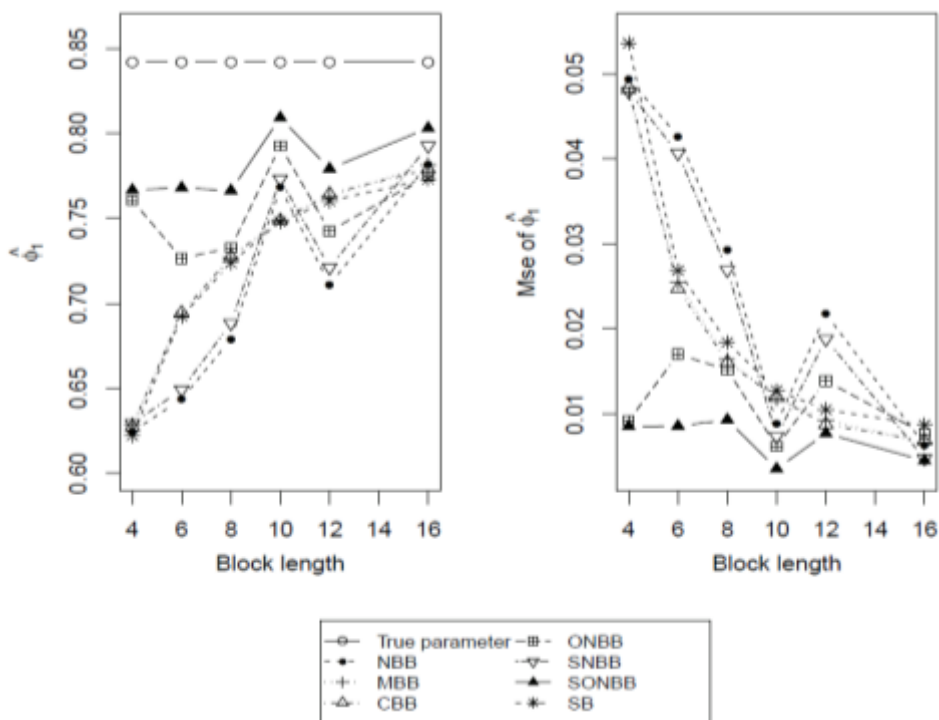 0.85
0.80
0.75
0.70
0.65
0.60
ϕ̂₁
4 6 8 10 12 16
Block length
0.05
0.04
0.03
0.02
0.01
Mse of ϕ̂₁
4 6 8 10 12 16
Block length
True parameter ONBB
NBB SNBB
MBB SONBB
CBB SB